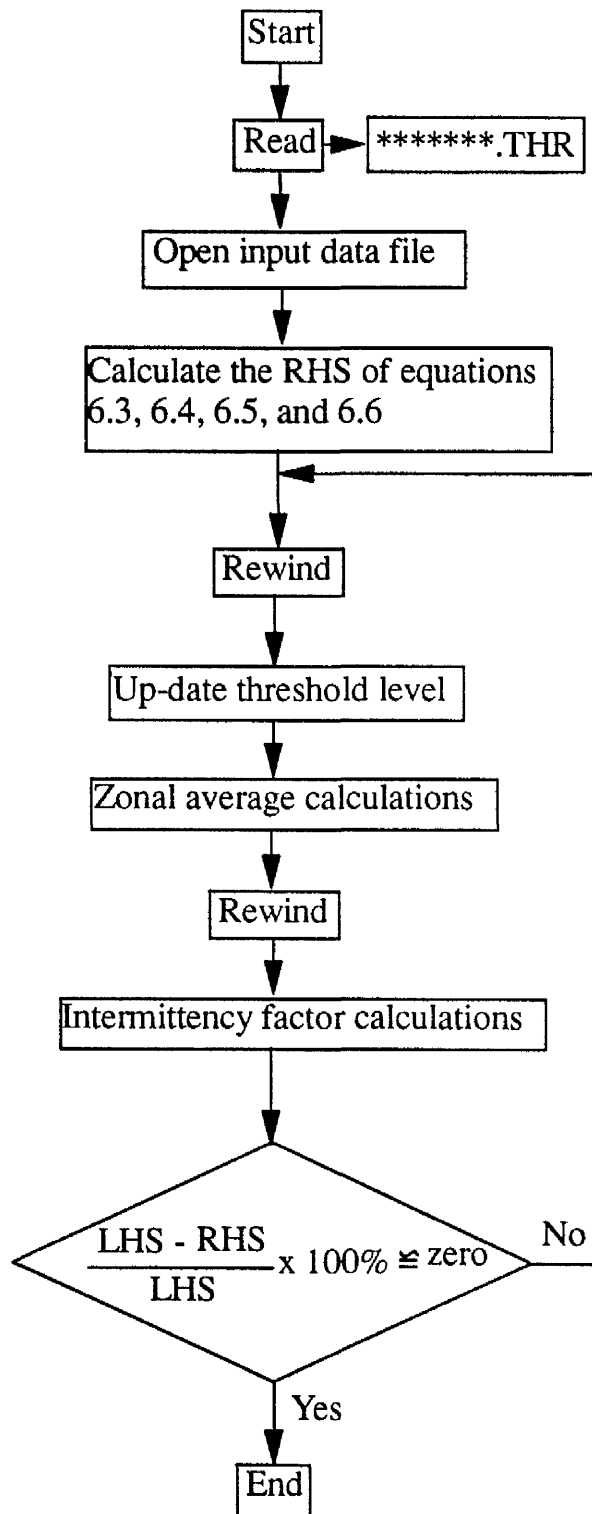 Start
Read
*******.THR
Open input data file
Calculate the RHS of equations
6.3, 6.4, 6.5, and 6.6
Rewind
Up-date threshold level
Zonal average calculations
Rewind
Intermittency factor calculations
LHS - RHS
LHS
x 100% ≌ zero
No
Yes
End